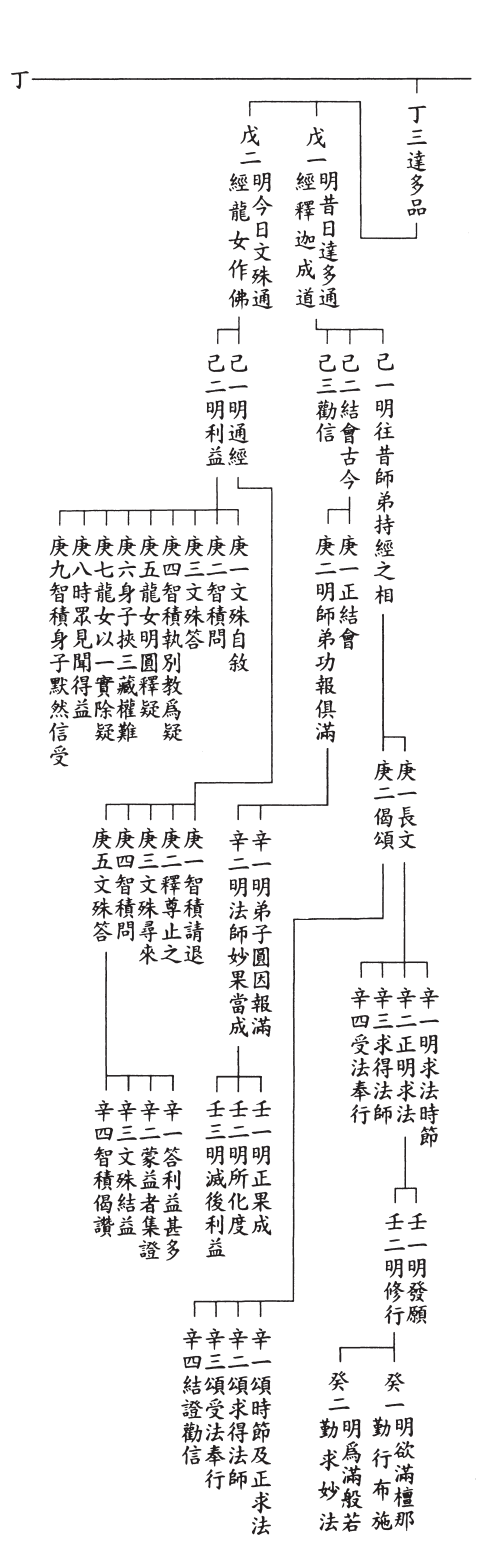 丁
丁三達多品
戊一明昔日達多通經釋迦成道
戊二明今日文殊通經龍女作佛
己一明往昔師弟持經之相
己二結會古今
己三勸信
己一明通經
己二明利益
庚一正結會
庚二明師弟功報俱滿
庚一文殊自敘
庚二智積問
庚三文殊答
庚四智積執別教爲疑
庚五龍女明圓釋疑
庚六身子挾三藏權難
庚七龍女以一實除疑
庚八時眾見聞得益
庚九智積身子默然信受
庚一長文
庚二偈頌
辛一明弟子圓因報滿
辛二明法師妙果當成
庚一智積請退
庚二釋尊止之
庚三文殊尋來
庚四智積問
庚五文殊答
辛一明求法時節
辛二正明求法
辛三求得法師
辛四受法奉行
壬一明正果成
壬二明所化度
壬三明滅後利益
辛一答利益甚多
辛二蒙益者集證
辛三文殊結益
辛四智積偈讚
壬一明發願
壬二明修行
辛一頌時節及正求法
辛二頌求得法師
辛三頌受法奉行
辛四結證勸信
癸一明欲滿檀那勤行布施
癸二明爲滿般若勤求妙法